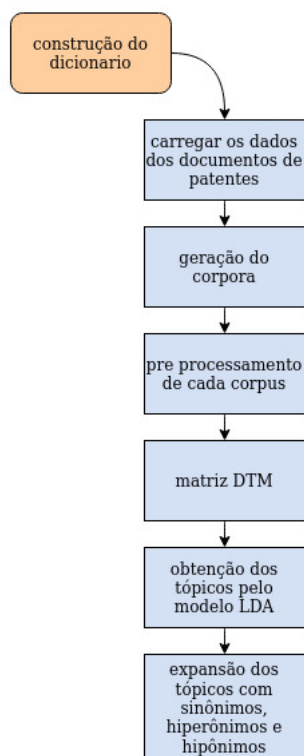 construção do
dicionario
carregar os dados
dos documentos de
patentes
geração do
corpora
pre processamento
de cada corpus
matriz DTM
obtenção dos
tópicos pelo
modelo LDA
expansão dos
tópicos com
sinônimos,
hiperônimos e
hipônimos